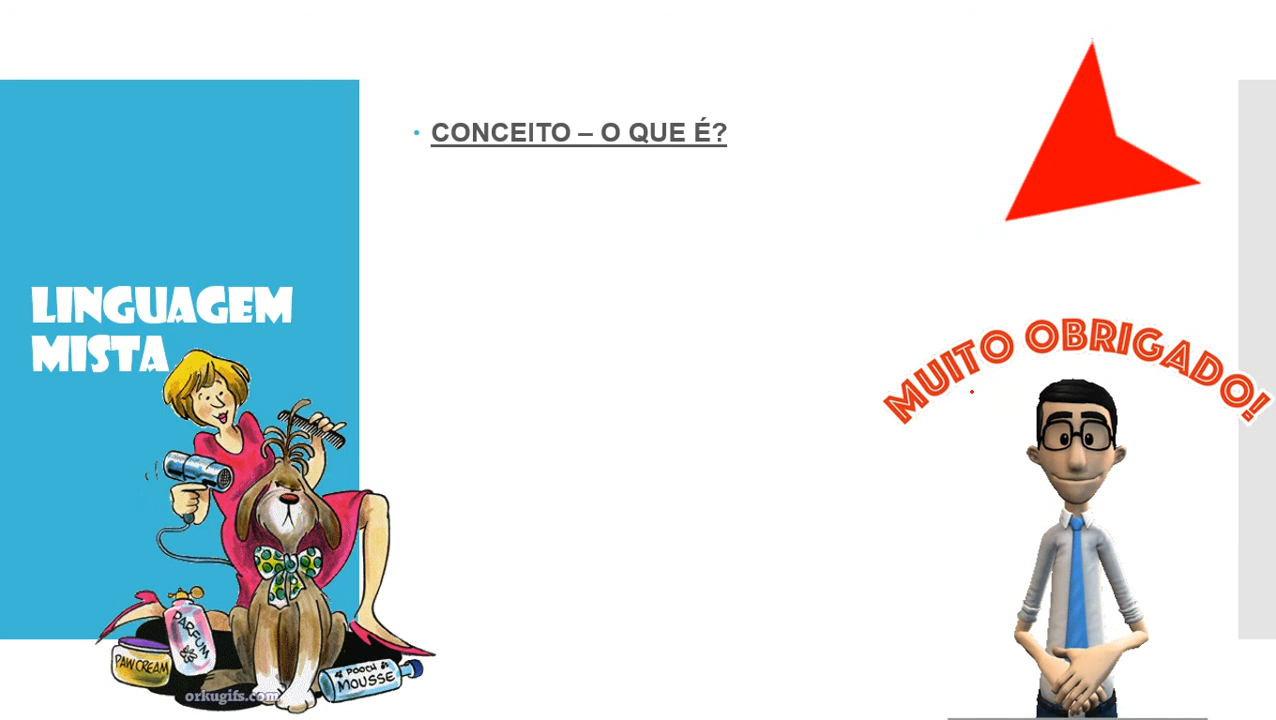 CONCEITO – O QUE É?
LINGUAGEM
MISTA
MUITO OBRIGADO!
PARFUM
PAW CREAM
POOCH
MOUSSE
orkugifs.com